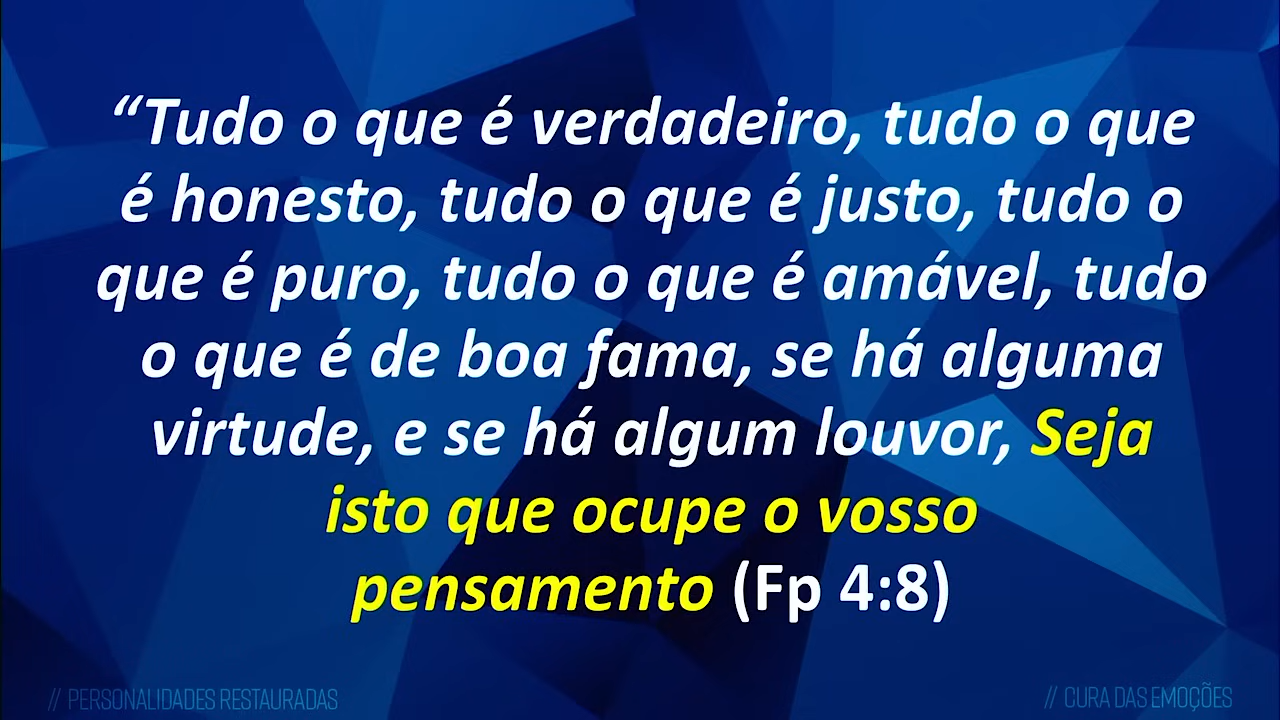 “Tudo o que é verdadeiro, tudo o que
é honesto, tudo o que é justo, tudo o
que é puro, tudo o que é amável, tudo
o que é de boa fama, se há alguma
virtude, e se há algum louvor, Seja
isto que ocupe o vosso
pensamento (Fp 4:8)
// PERSONALIDADES RESTAURADAS
// CURA DAS EMOÇÕES